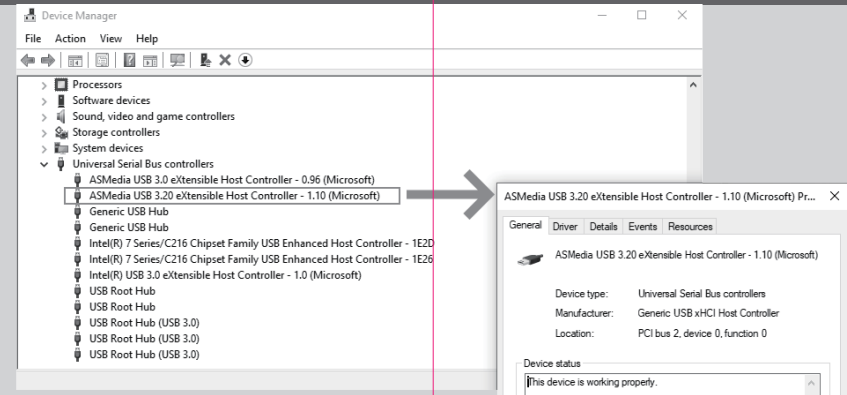 Device Manager
File Action View Help
Processors
Software devices
Sound, video and game controllers
Storage controllers
System devices
Universal Serial Bus controllers
ASMedia USB 3.0 eXtensible Host Controller - 0.96 (Microsoft)
ASMedia USB 3.20 eXtensible Host Controller - 1.10 (Microsoft)
Generic USB Hub
Generic USB Hub
Intel(R) 7 Series/C216 Chipset Family USB Enhanced Host Controller - 1E2D
Intel(R) 7 Series/C216 Chipset Family USB Enhanced Host Controller - 1E26
Intel(R) USB 3.0 eXtensible Host Controller - 1.0 (Microsoft)
USB Root Hub
USB Root Hub
USB Root Hub (USB 3.0)
USB Root Hub (USB 3.0)
USB Root Hub (USB 3.0)
ASMedia USB 3.20 eXtensible Host Controller - 1.10 (Microsoft) Pr...
General Driver Details Events Resources
ASMedia USB 3.20 eXtensible Host Controller - 1.10 (Microsoft)
Device type: Universal Serial Bus controllers
Manufacturer: Generic USB xHCI Host Controller
Location: PCI bus 2, device 0, function 0
Device status
This device is working properly.